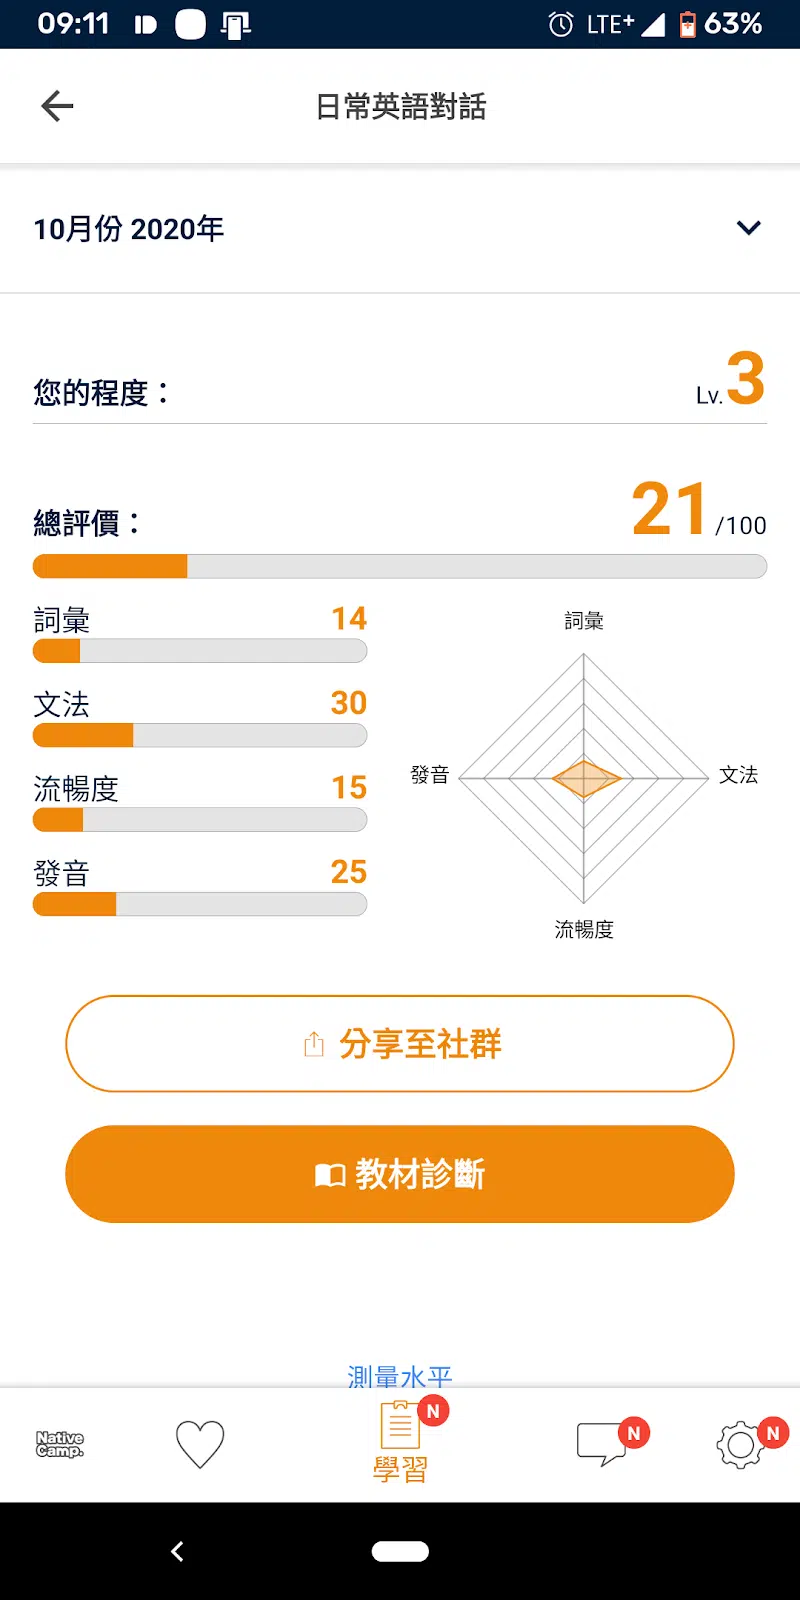 09:11
LTE+
63%
日常英語對話
10月份 2020年
您的程度：
Lv.3
總評價：
21/100
詞彙 14
文法 30
流暢度 15
發音 25
詞彙
發音
文法
流暢度
分享至社群
教材診斷
測量水平
Native
Camp.
N
學習
N
N